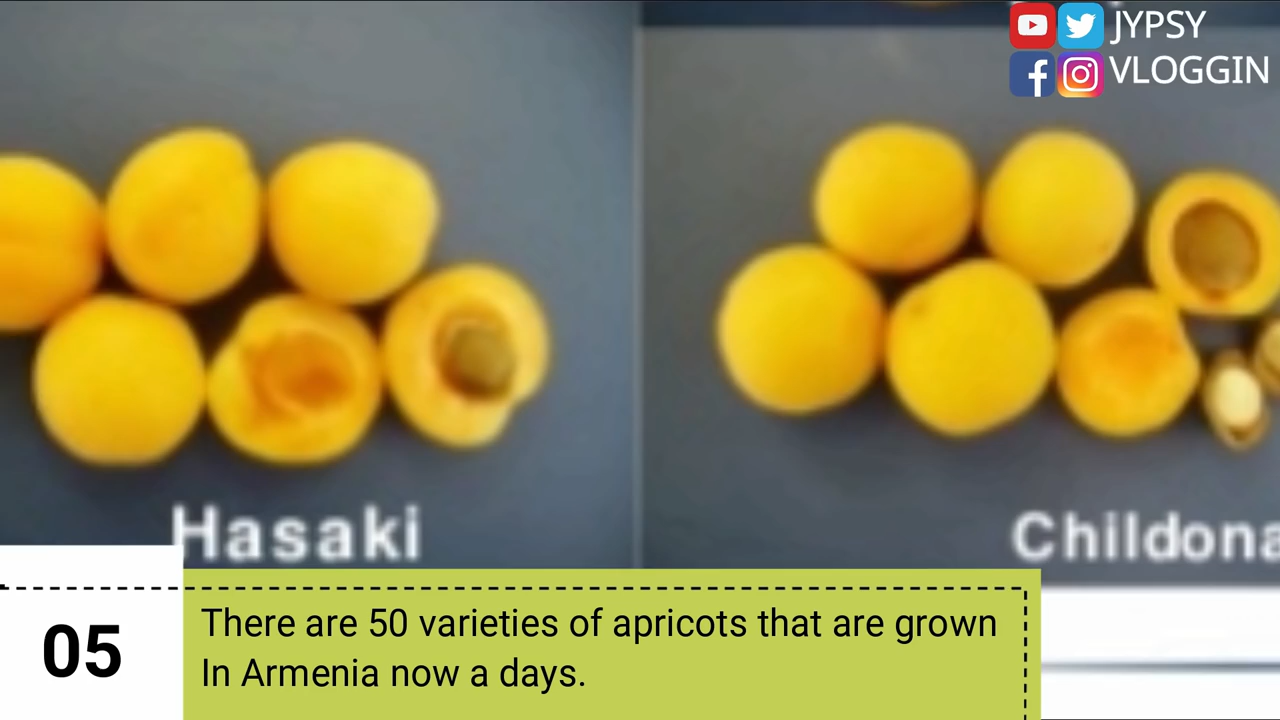 JYPSY
VLOGGIN
Hasaki
Childona
05
There are 50 varieties of apricots that are grown
In Armenia now a days.